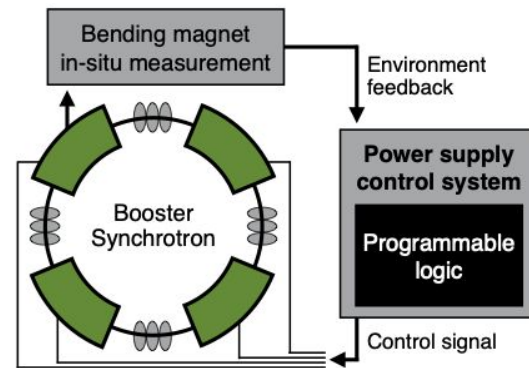 Bending magnet
in-situ measurement
Environment
feedback
Power supply
control system
Programmable
logic
Booster
Synchrotron
Control signal